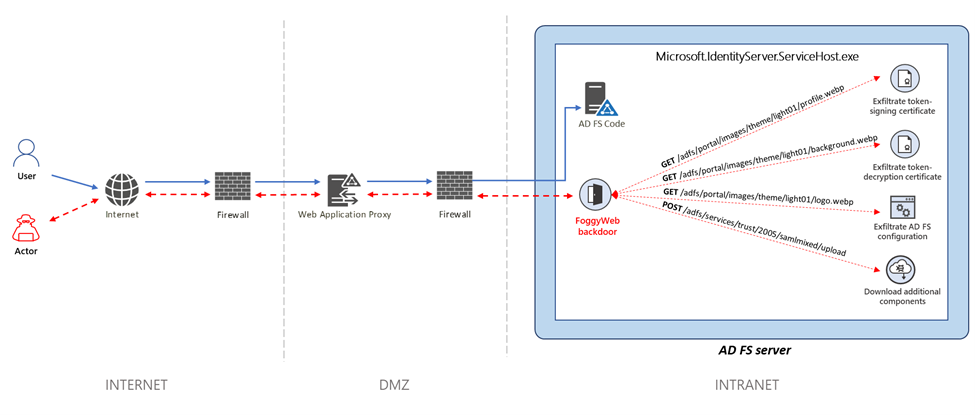 Microsoft.IdentityServer.ServiceHost.exe
User
Actor
Internet
Firewall
Web Application Proxy
Firewall
AD FS Code
FoggyWeb
backdoor
GET /adfs/portal/images/theme/light01/profile.webp
GET /adfs/portal/images/theme/light01/background.webp
GET /adfs/portal/images/theme/light01/logo.webp
POST /adfs/services/trust/2005/samlmixed/upload
Exfiltrate token-
signing certificate
Exfiltrate token-
decryption certificate
Exfiltrate AD FS
configuration
Download additional
components
AD FS server
INTERNET
DMZ
INTRANET